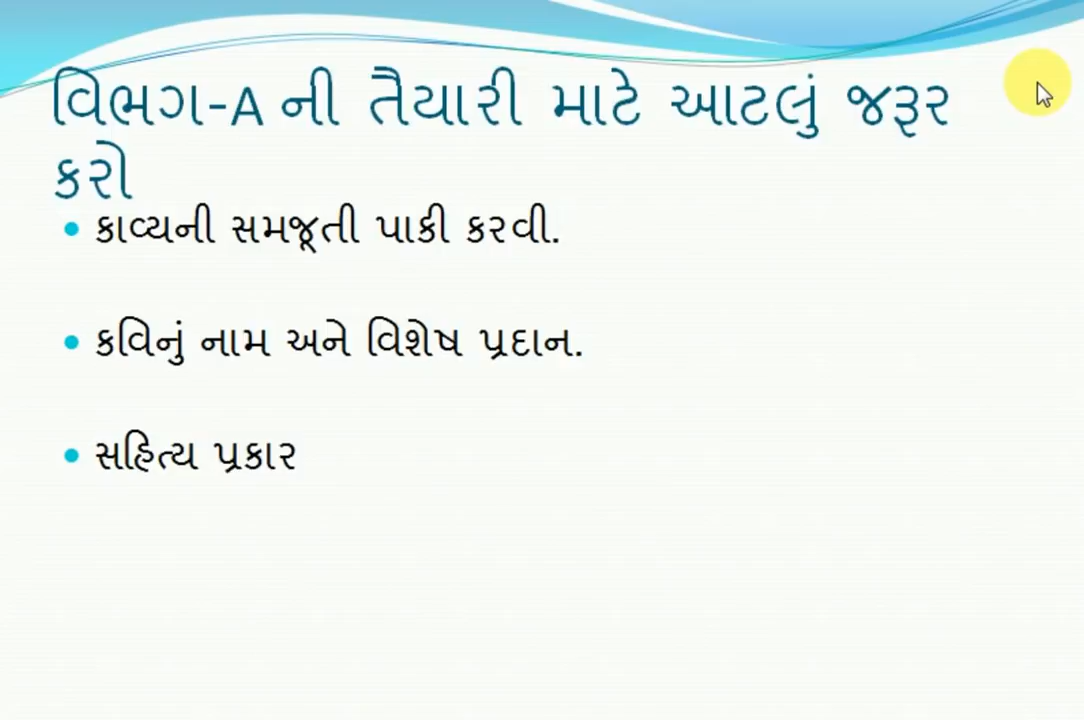 વિભગ-A ની તૈયારી માટે આટલું જરૂર
કરો
• કાવ્યની સમજૂતી પાકી કરવી.
• કવિનું નામ અને વિશેષ પ્રદાન.
• સહિત્ય પ્રકાર